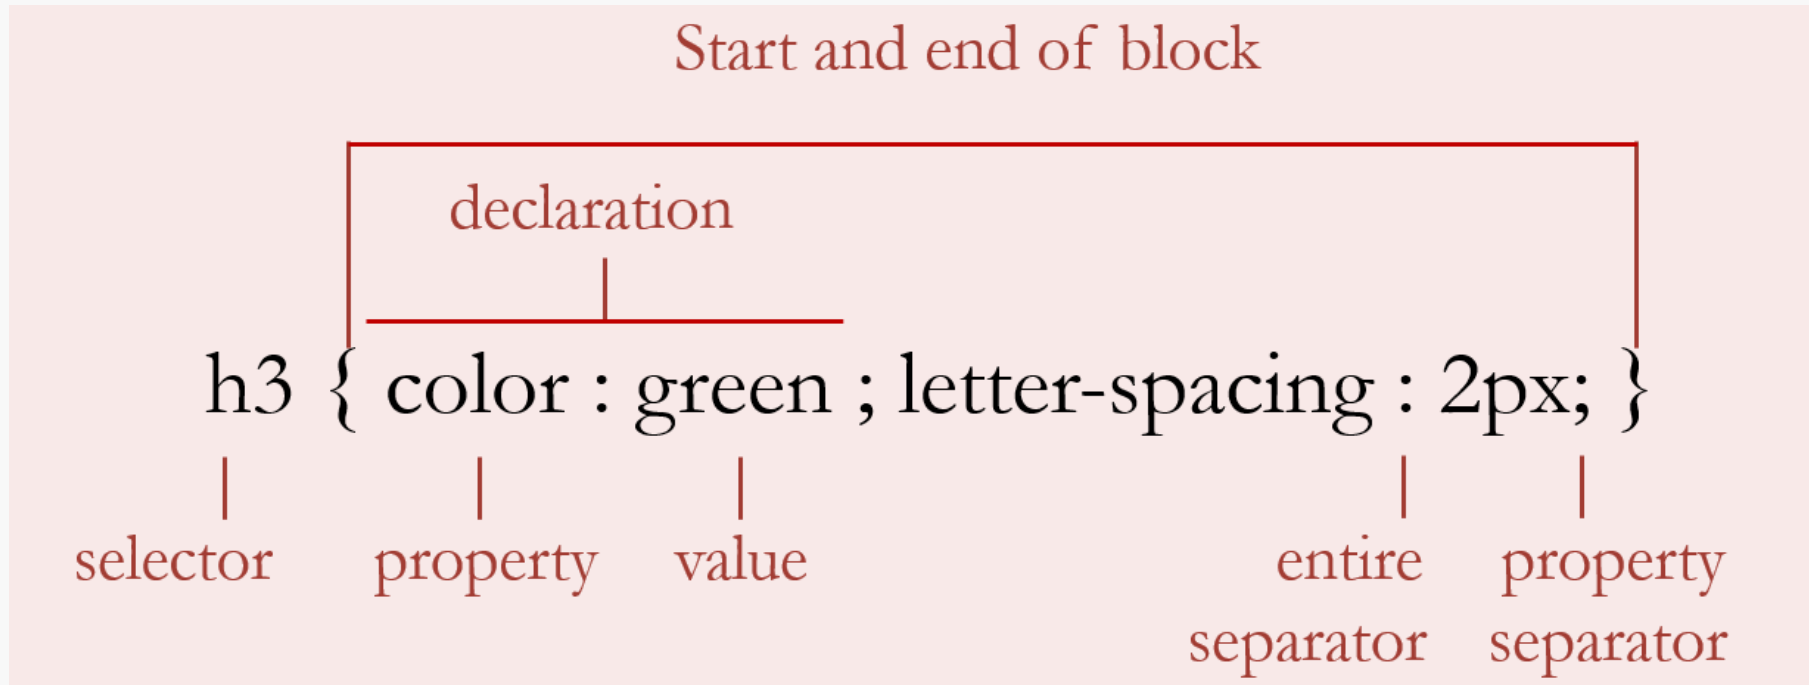 Start and end of block
declaration
h3 { color : green ; letter-spacing : 2px; }
selector property value entire property
separator separator